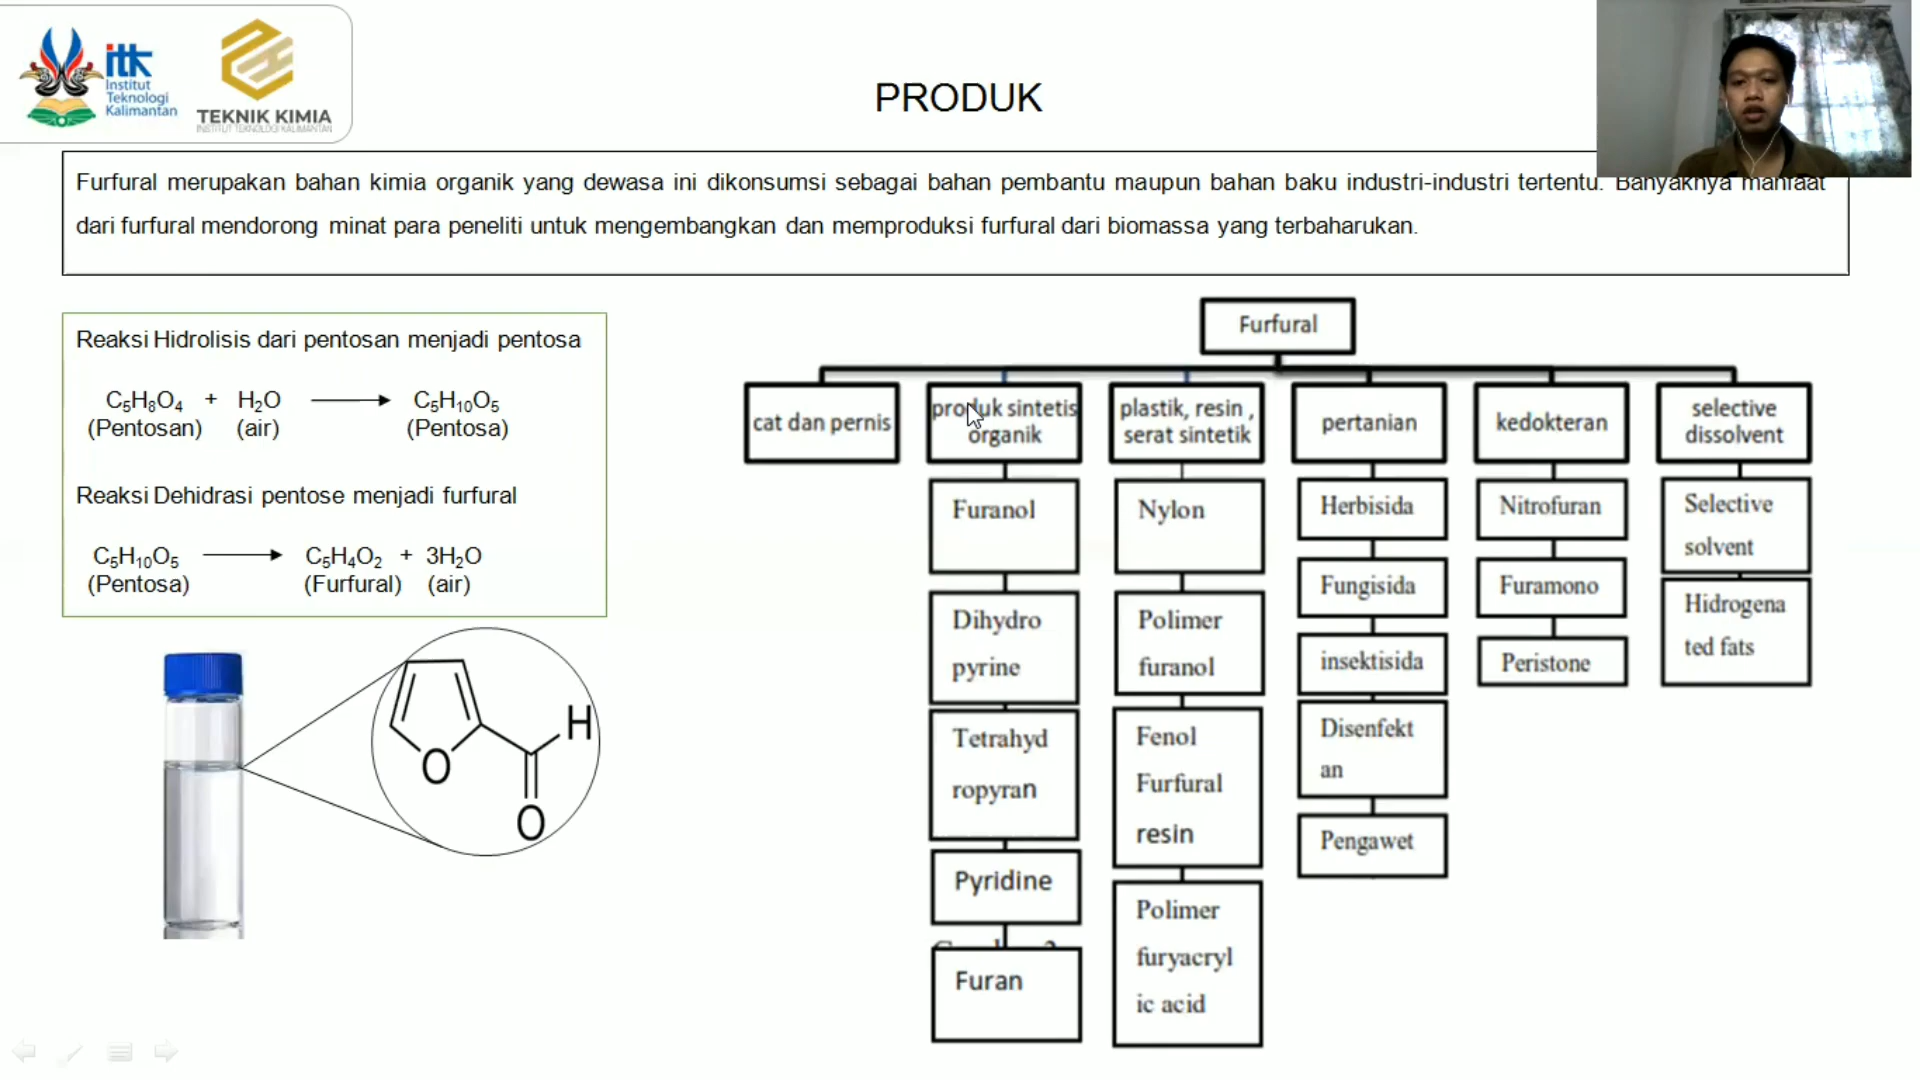 itk
Institut
Teknologi
Kalimantan
TEKNIK KIMIA
INSTITUT TEKNOLOGI KALIMANTAN
PRODUK
Furfural merupakan bahan kimia organik yang dewasa ini dikonsumsi sebagai bahan pembantu maupun bahan baku industri-industri tertentu. Banyaknya manfaat
dari furfural mendorong minat para peneliti untuk mengembangkan dan memproduksi furfural dari biomassa yang terbaharukan.
Reaksi Hidrolisis dari pentosan menjadi pentosa
C₅H₈O₄ + H₂O → C₅H₁₀O₅
(Pentosan) (air) (Pentosa)
Reaksi Dehidrasi pentose menjadi furfural
C₅H₁₀O₅ → C₅H₄O₂ + 3H₂O
(Pentosa) (Furfural) (air)
O
H
O
Furfural
cat dan pernis
produk sintetis
organik
Furanol
Dihydro
pyrine
Tetrahyd
ropyran
Pyridine
Furan
plastik, resin ,
serat sintetik
Nylon
Polimer
furanol
Fenol
Furfural
resin
Polimer
furyacryl
ic acid
pertanian
Herbisida
Fungisida
insektisida
Disenfekt
an
Pengawet
kedokteran
Nitrofuran
Furamono
Peristone
selective
dissolvent
Selective
solvent
Hidrogena
ted fats